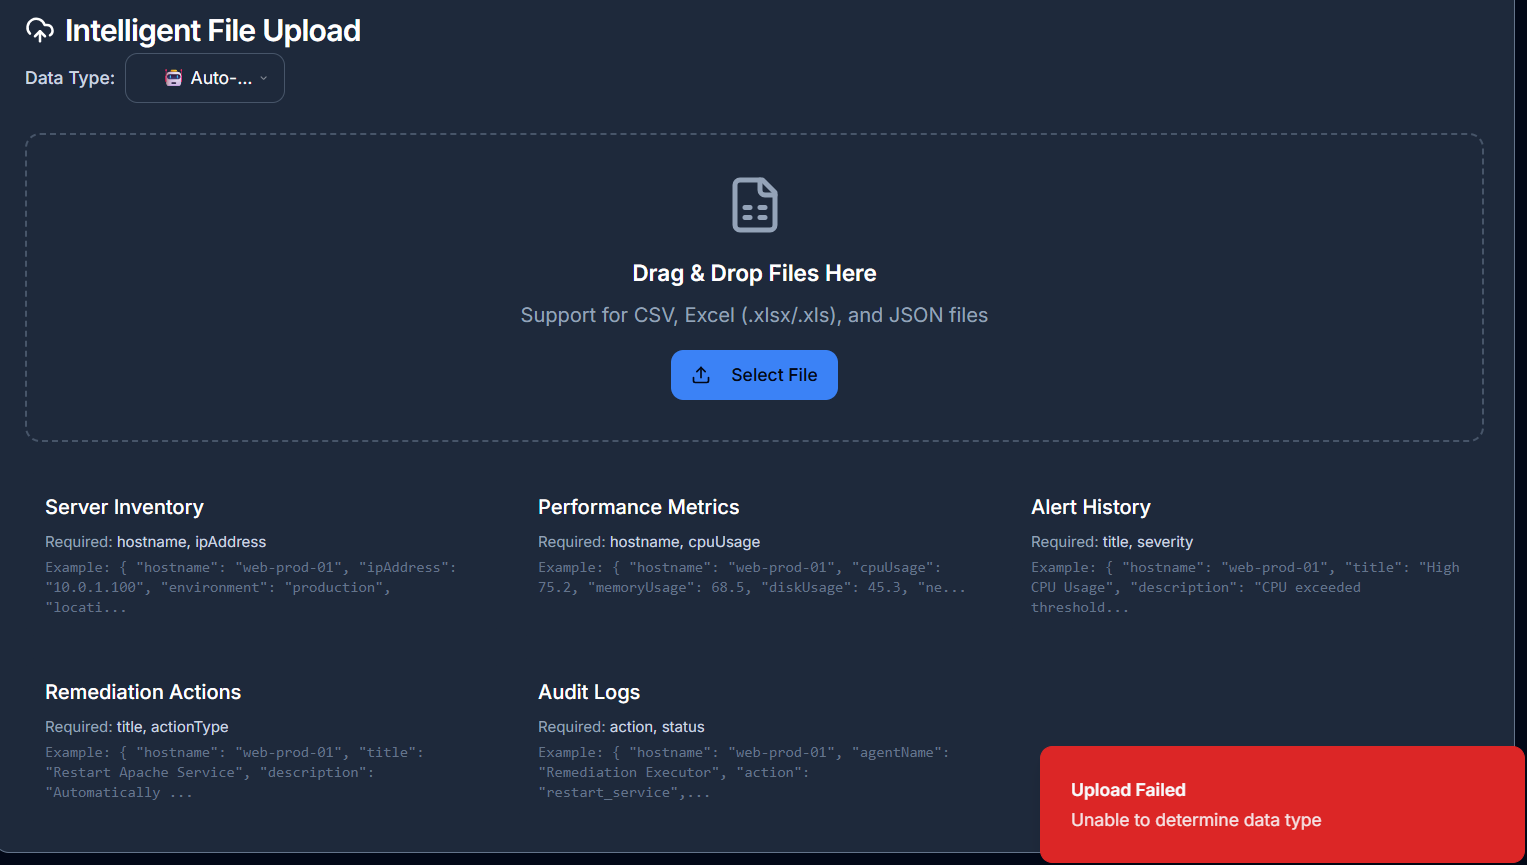 Intelligent File Upload
Data Type:
Auto-...
Drag & Drop Files Here
Support for CSV, Excel (.xlsx/.xls), and JSON files
Select File
Server Inventory
Required: hostname, ipAddress
Example: { "hostname": "web-prod-01", "ipAddress":
"10.0.1.100", "environment": "production",
"locati...
Performance Metrics
Required: hostname, cpuUsage
Example: { "hostname": "web-prod-01", "cpuUsage":
75.2, "memoryUsage": 68.5, "diskUsage": 45.3, "ne...
Alert History
Required: title, severity
Example: { "hostname": "web-prod-01", "title": "High
CPU Usage", "description": "CPU exceeded
threshold...
Remediation Actions
Required: title, actionType
Example: { "hostname": "web-prod-01", "title":
"Restart Apache Service", "description":
"Automatically ...
Audit Logs
Required: action, status
Example: { "hostname": "web-prod-01", "agentName":
"Remediation Executor", "action":
"restart_service",...
Upload Failed
Unable to determine data type